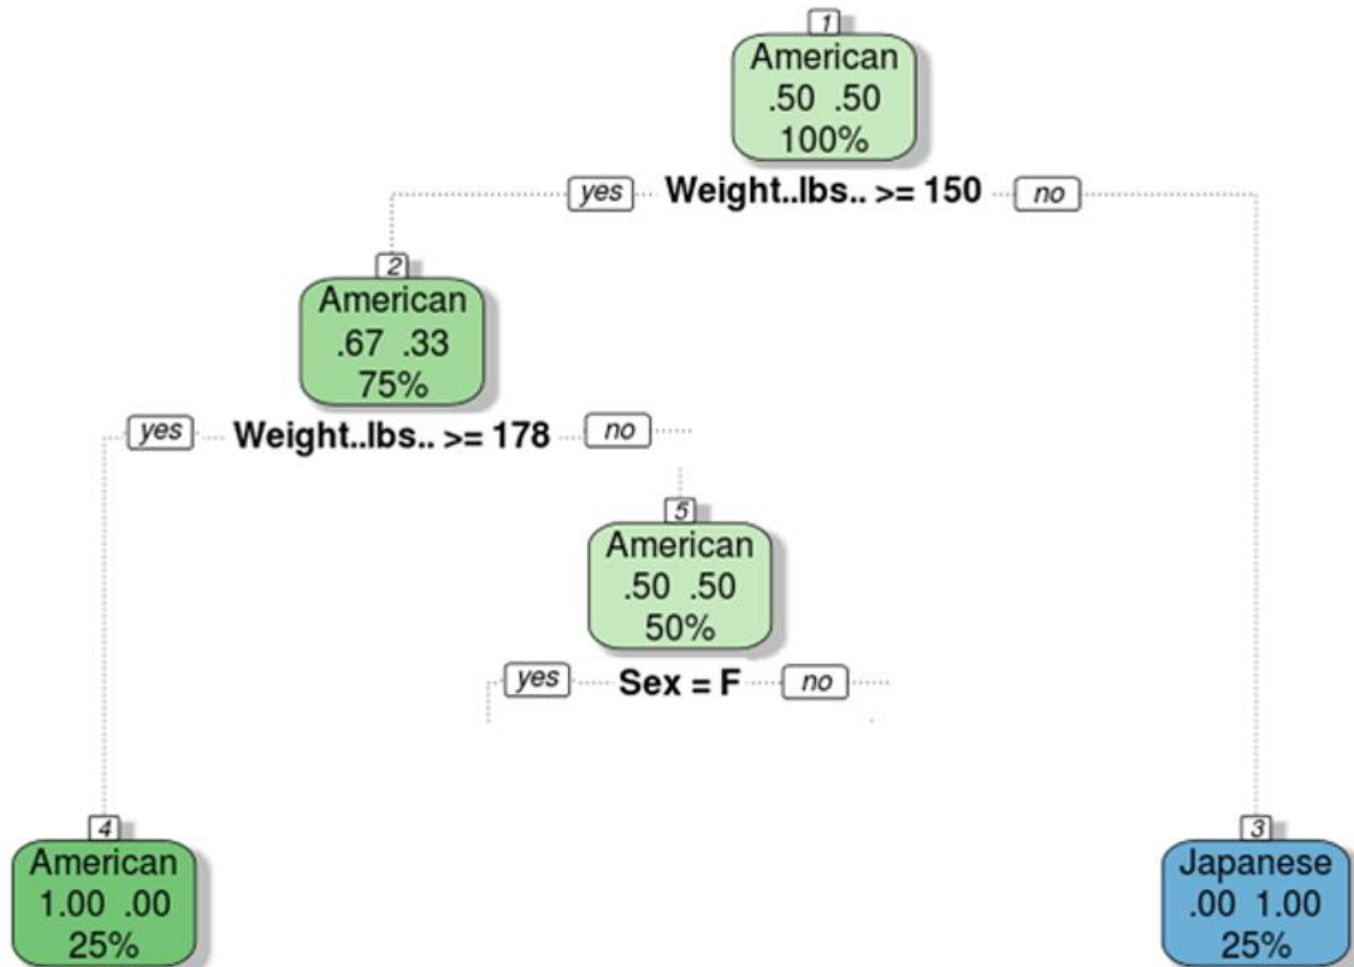 1
American
.50 .50
100%
yes Weight..lbs.. >= 150 no
2
American
.67 .33
75%
yes Weight..lbs.. >= 178 no
5
American
.50 .50
50%
yes Sex = F no
4
American
1.00 .00
25%
3
Japanese
.00 1.00
25%